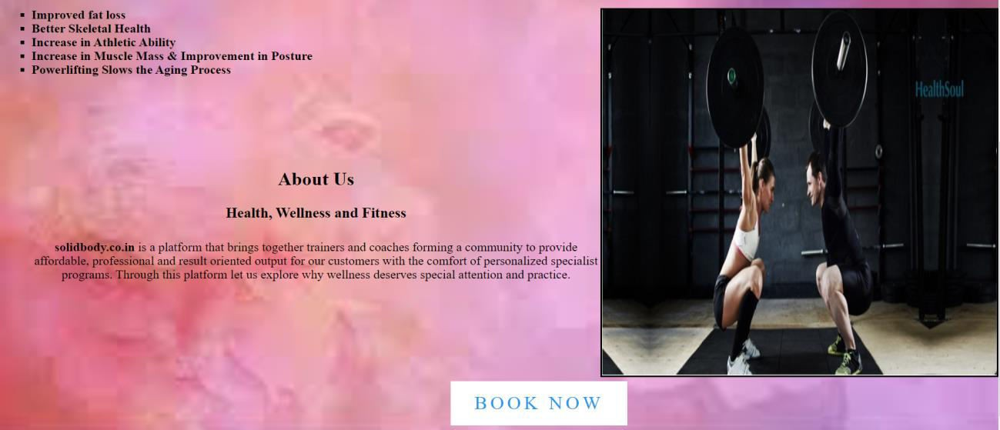 Improved fat loss
Better Skeletal Health
Increase in Athletic Ability
Increase in Muscle Mass & Improvement in Posture
Powerlifting Slows the Aging Process
HealthSoul
About Us
Health, Wellness and Fitness
solidbody.co.in is a platform that brings together trainers and coaches forming a community to provide
affordable, professional and result oriented output for our customers with the comfort of personalized specialist
programs. Through this platform let us explore why wellness deserves special attention and practice.
BOOK NOW